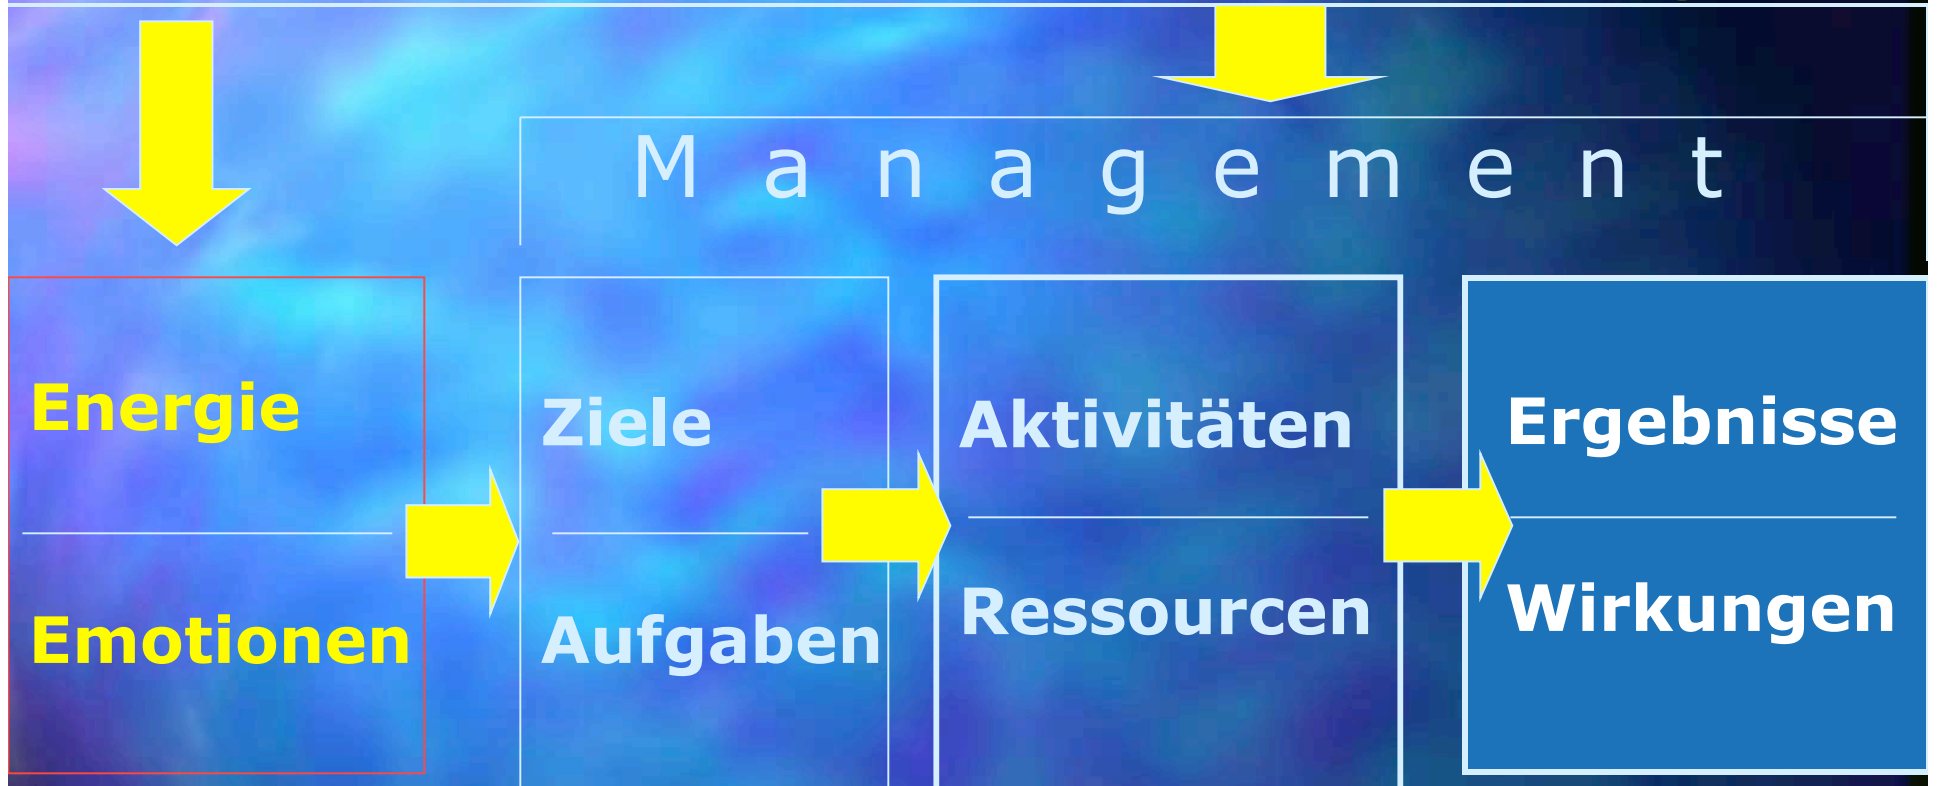 M a n a g e m e n t
Energie
Emotionen
Ziele
Aufgaben
Aktivitäten
Ressourcen
Ergebnisse
Wirkungen